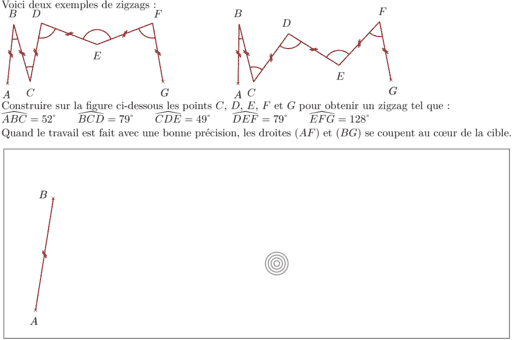 Voici deux exemples de zigzags :
B D F B D F
A C E G A C E G
Construire sur la figure ci-dessous les points C, D, E, F et G pour obtenir un zigzag tel que :
ABC = 52° BCD = 79° CDE = 49° DEF = 79° EFG = 128°
Quand le travail est fait avec une bonne précision, les droites (AF) et (BG) se coupent au cœur de la cible.
B
A